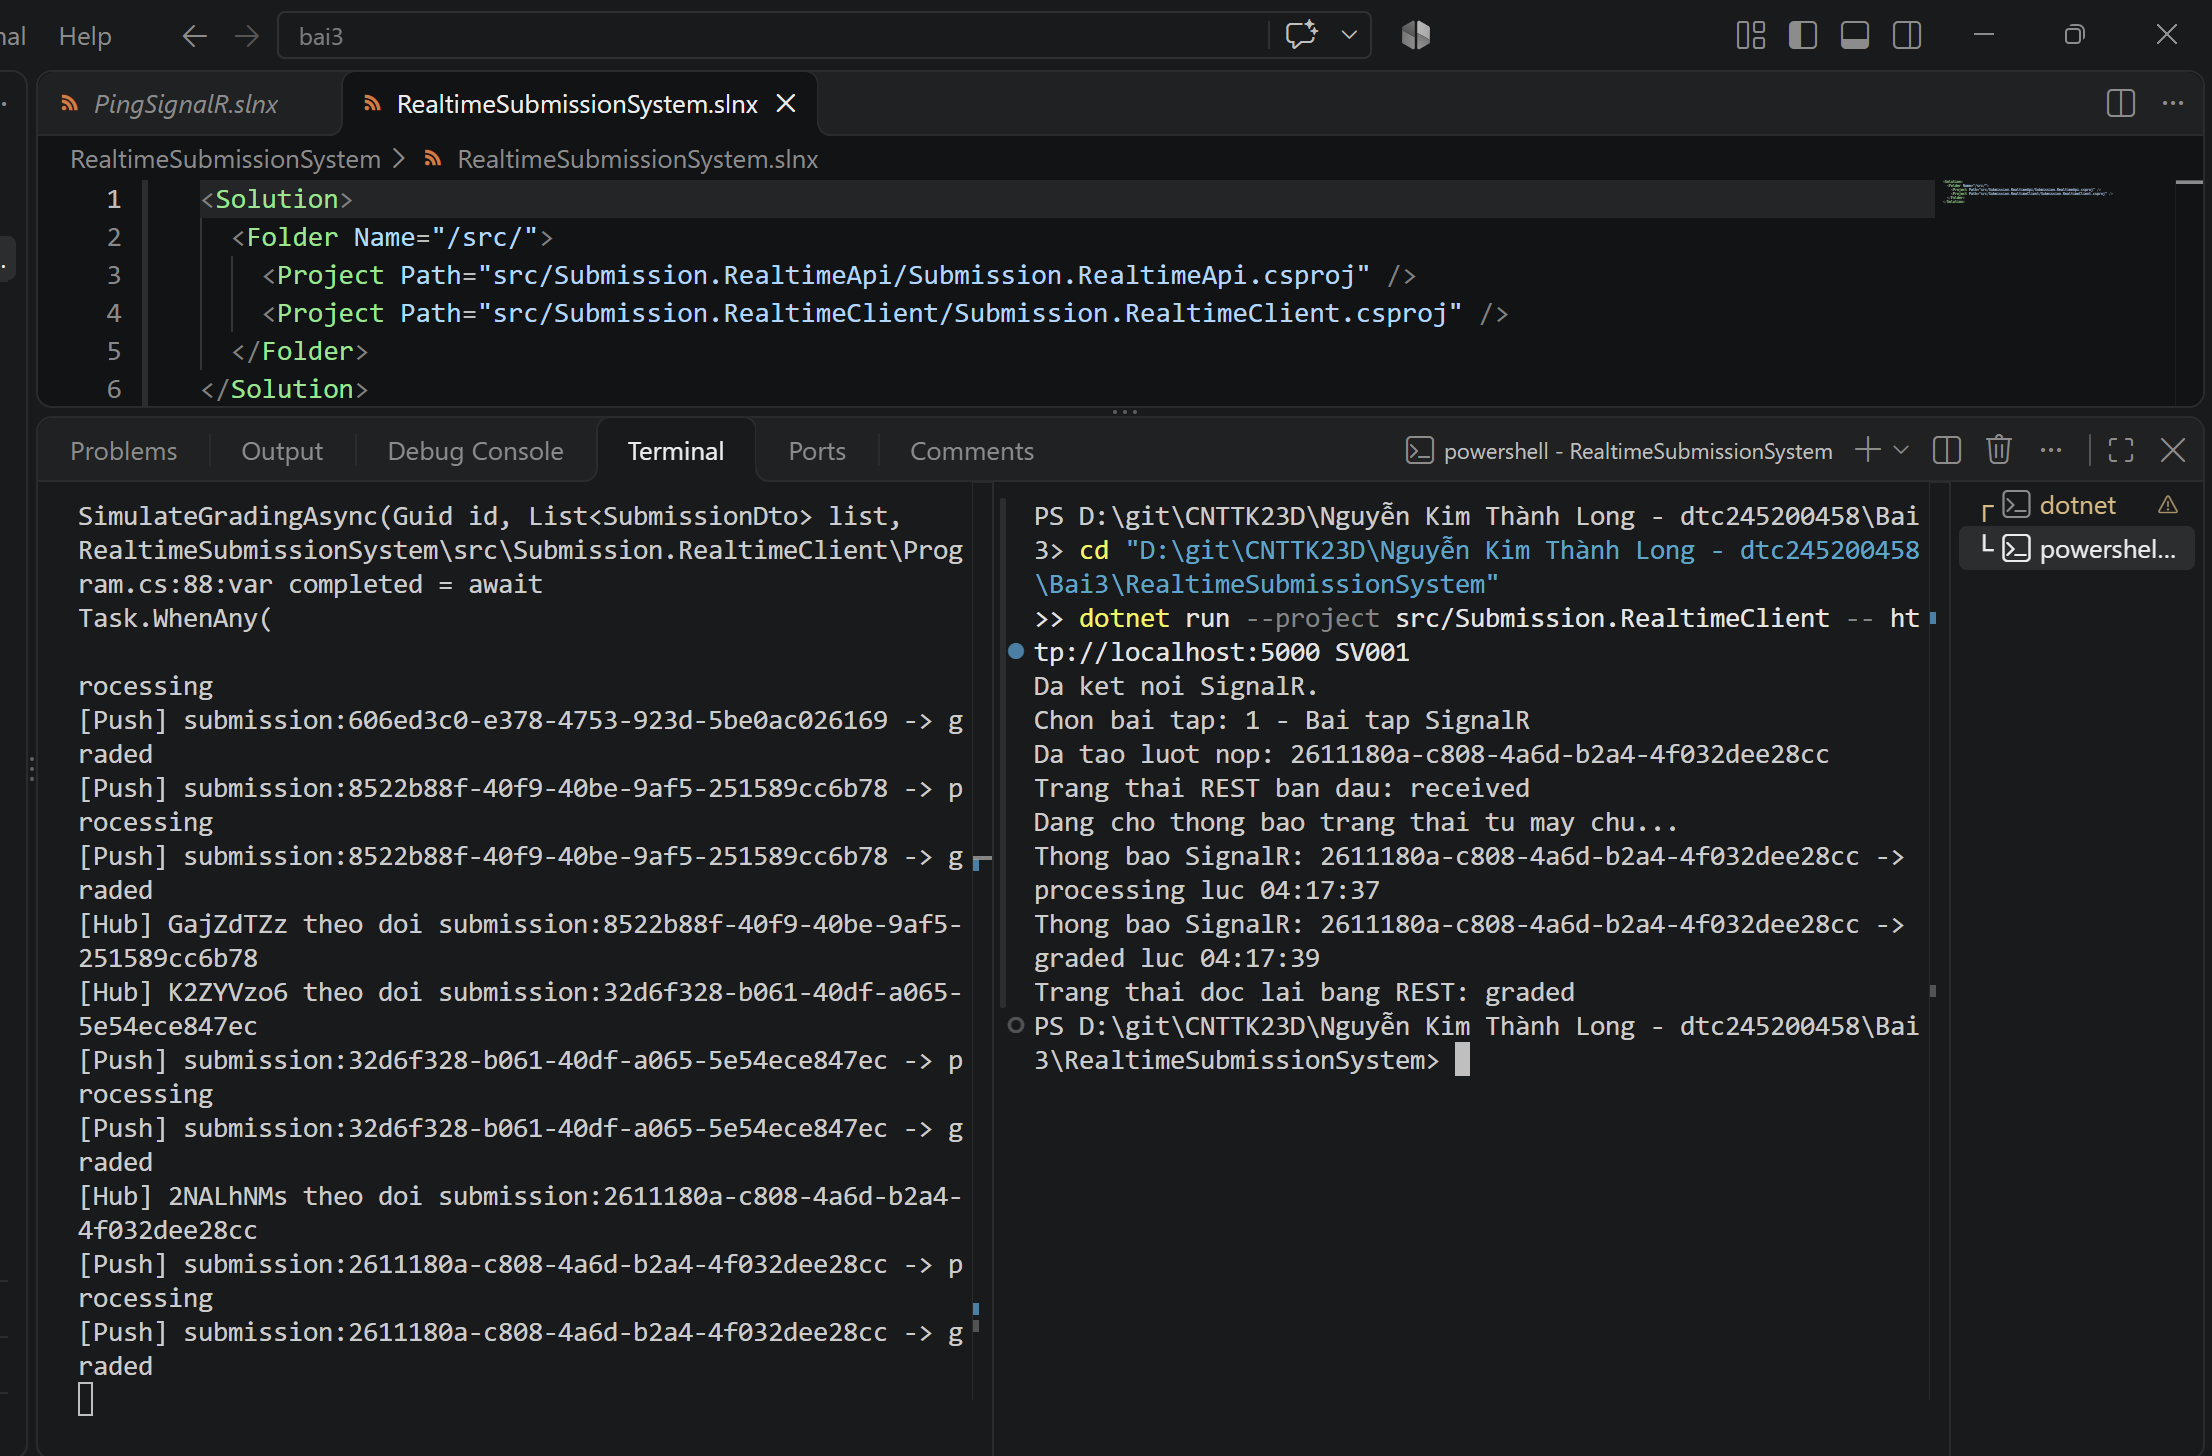 Help
bai3
PingSignalR.slnx
RealtimeSubmissionSystem.slnx
RealtimeSubmissionSystem > RealtimeSubmissionSystem.slnx
1 <Solution>
2 <Folder Name="/src/">
3 <Project Path="src/Submission.RealtimeApi/Submission.RealtimeApi.csproj" />
4 <Project Path="src/Submission.RealtimeClient/Submission.RealtimeClient.csproj" />
5 </Folder>
6 </Solution>
Problems Output Debug Console Terminal Ports Comments
powershell - RealtimeSubmissionSystem
SimulateGradingAsync(Guid id, List<SubmissionDto> list,
RealtimeSubmissionSystem\src\Submission.RealtimeClient\Prog
ram.cs:88:var completed = await
Task.WhenAny(
rocessing
[Push] submission:606ed3c0-e378-4753-923d-5be0ac026169 -> g
raded
[Push] submission:8522b88f-40f9-40be-9af5-251589cc6b78 -> p
rocessing
[Push] submission:8522b88f-40f9-40be-9af5-251589cc6b78 -> g
raded
[Hub] GajZdTZz theo doi submission:8522b88f-40f9-40be-9af5-
251589cc6b78
[Hub] K2ZYVzo6 theo doi submission:32d6f328-b061-40df-a065-
5e54ece847ec
[Push] submission:32d6f328-b061-40df-a065-5e54ece847ec -> p
rocessing
[Push] submission:32d6f328-b061-40df-a065-5e54ece847ec -> g
raded
[Hub] 2NALhNMs theo doi submission:2611180a-c808-4a6d-b2a4-
4f032dee28cc
[Push] submission:2611180a-c808-4a6d-b2a4-4f032dee28cc -> p
rocessing
[Push] submission:2611180a-c808-4a6d-b2a4-4f032dee28cc -> g
raded
PS D:\git\CNTTK23D\Nguyễn Kim Thành Long - dtc245200458\Bai
3> cd "D:\git\CNTTK23D\Nguyễn Kim Thành Long - dtc245200458
\Bai3\RealtimeSubmissionSystem"
>> dotnet run --project src/Submission.RealtimeClient -- ht
tp://localhost:5000 SV001
Da ket noi SignalR.
Chon bai tap: 1 - Bai tap SignalR
Da tao luot nop: 2611180a-c808-4a6d-b2a4-4f032dee28cc
Trang thai REST ban dau: received
Dang cho thong bao trang thai tu may chu...
Thong bao SignalR: 2611180a-c808-4a6d-b2a4-4f032dee28cc ->
processing luc 04:17:37
Thong bao SignalR: 2611180a-c808-4a6d-b2a4-4f032dee28cc ->
graded luc 04:17:39
Trang thai doc lai bang REST: graded
PS D:\git\CNTTK23D\Nguyễn Kim Thành Long - dtc245200458\Bai
3\RealtimeSubmissionSystem>
dotnet
powershel...